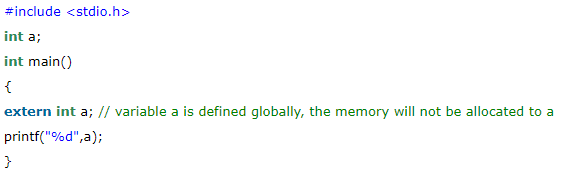 #include <stdio.h>
int a;
int main()
{
extern int a; // variable a is defined globally, the memory will not be allocated to a
printf("%d",a);
}